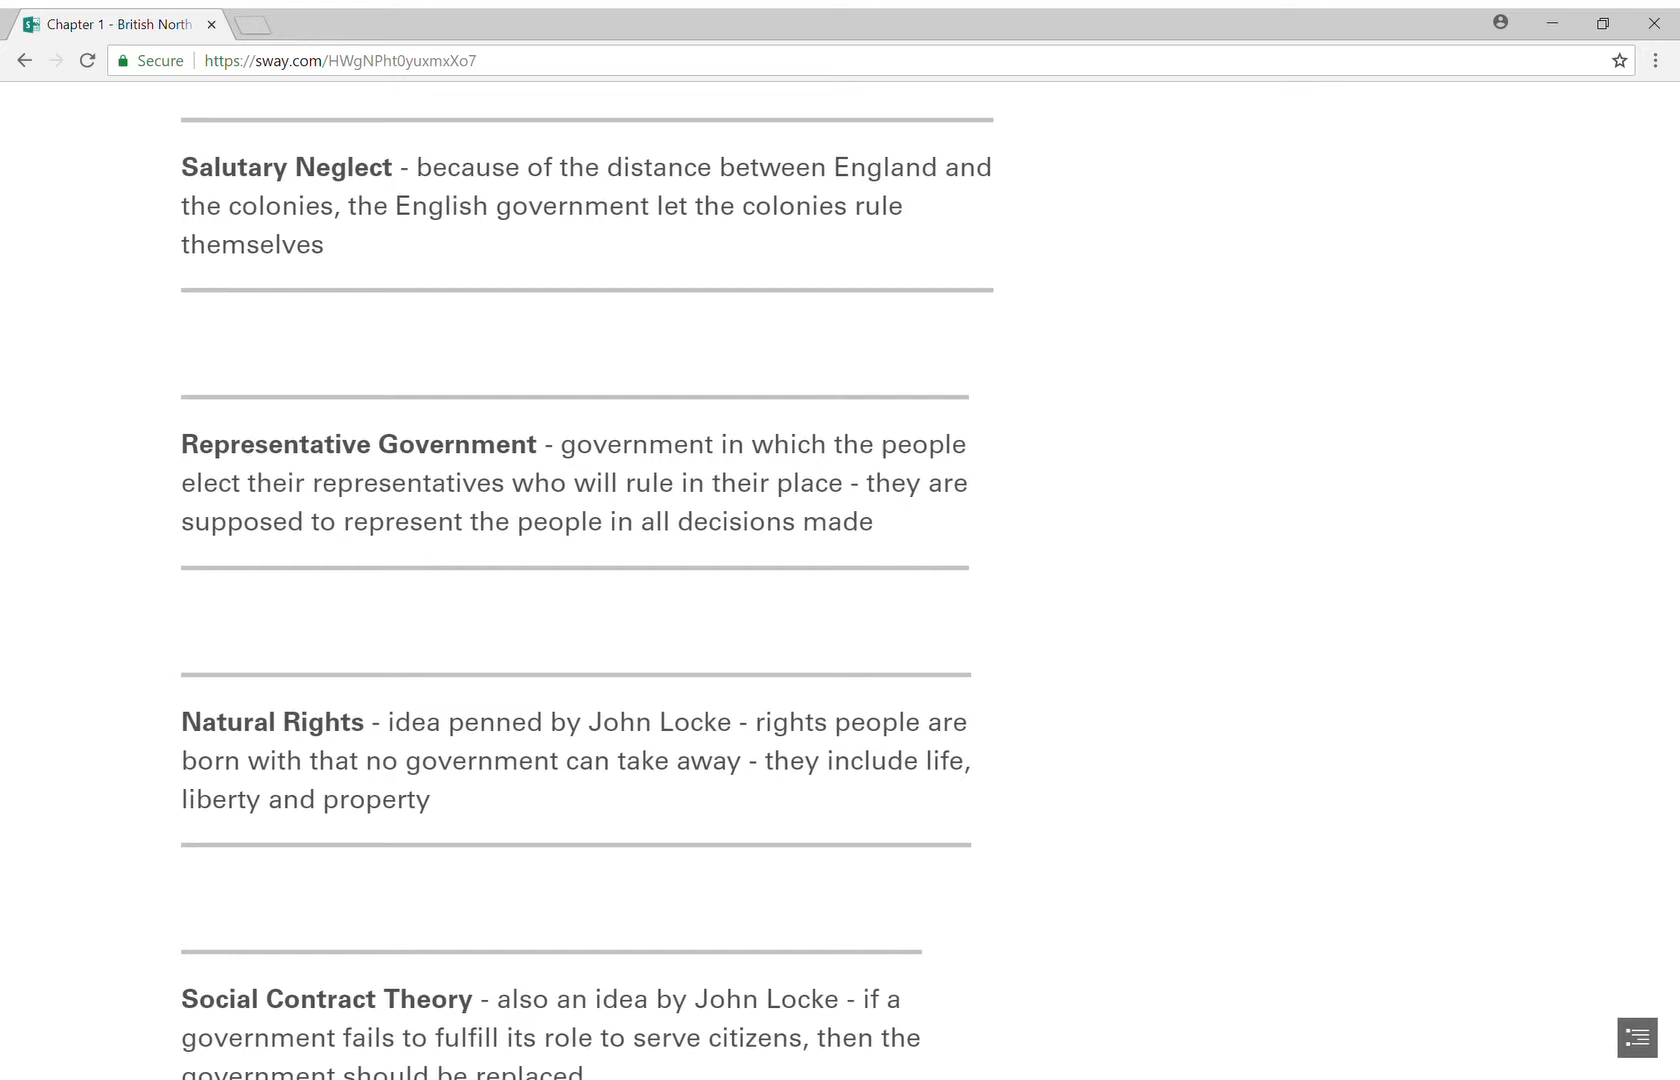 Chapter 1 - British North
Secure
https://sway.com/HWgNPht0yuxmxXo7
Salutary Neglect - because of the distance between England and
the colonies, the English government let the colonies rule
themselves
Representative Government - government in which the people
elect their representatives who will rule in their place - they are
supposed to represent the people in all decisions made
Natural Rights - idea penned by John Locke - rights people are
born with that no government can take away - they include life,
liberty and property
Social Contract Theory - also an idea by John Locke - if a
government fails to fulfill its role to serve citizens, then the
government should be replaced